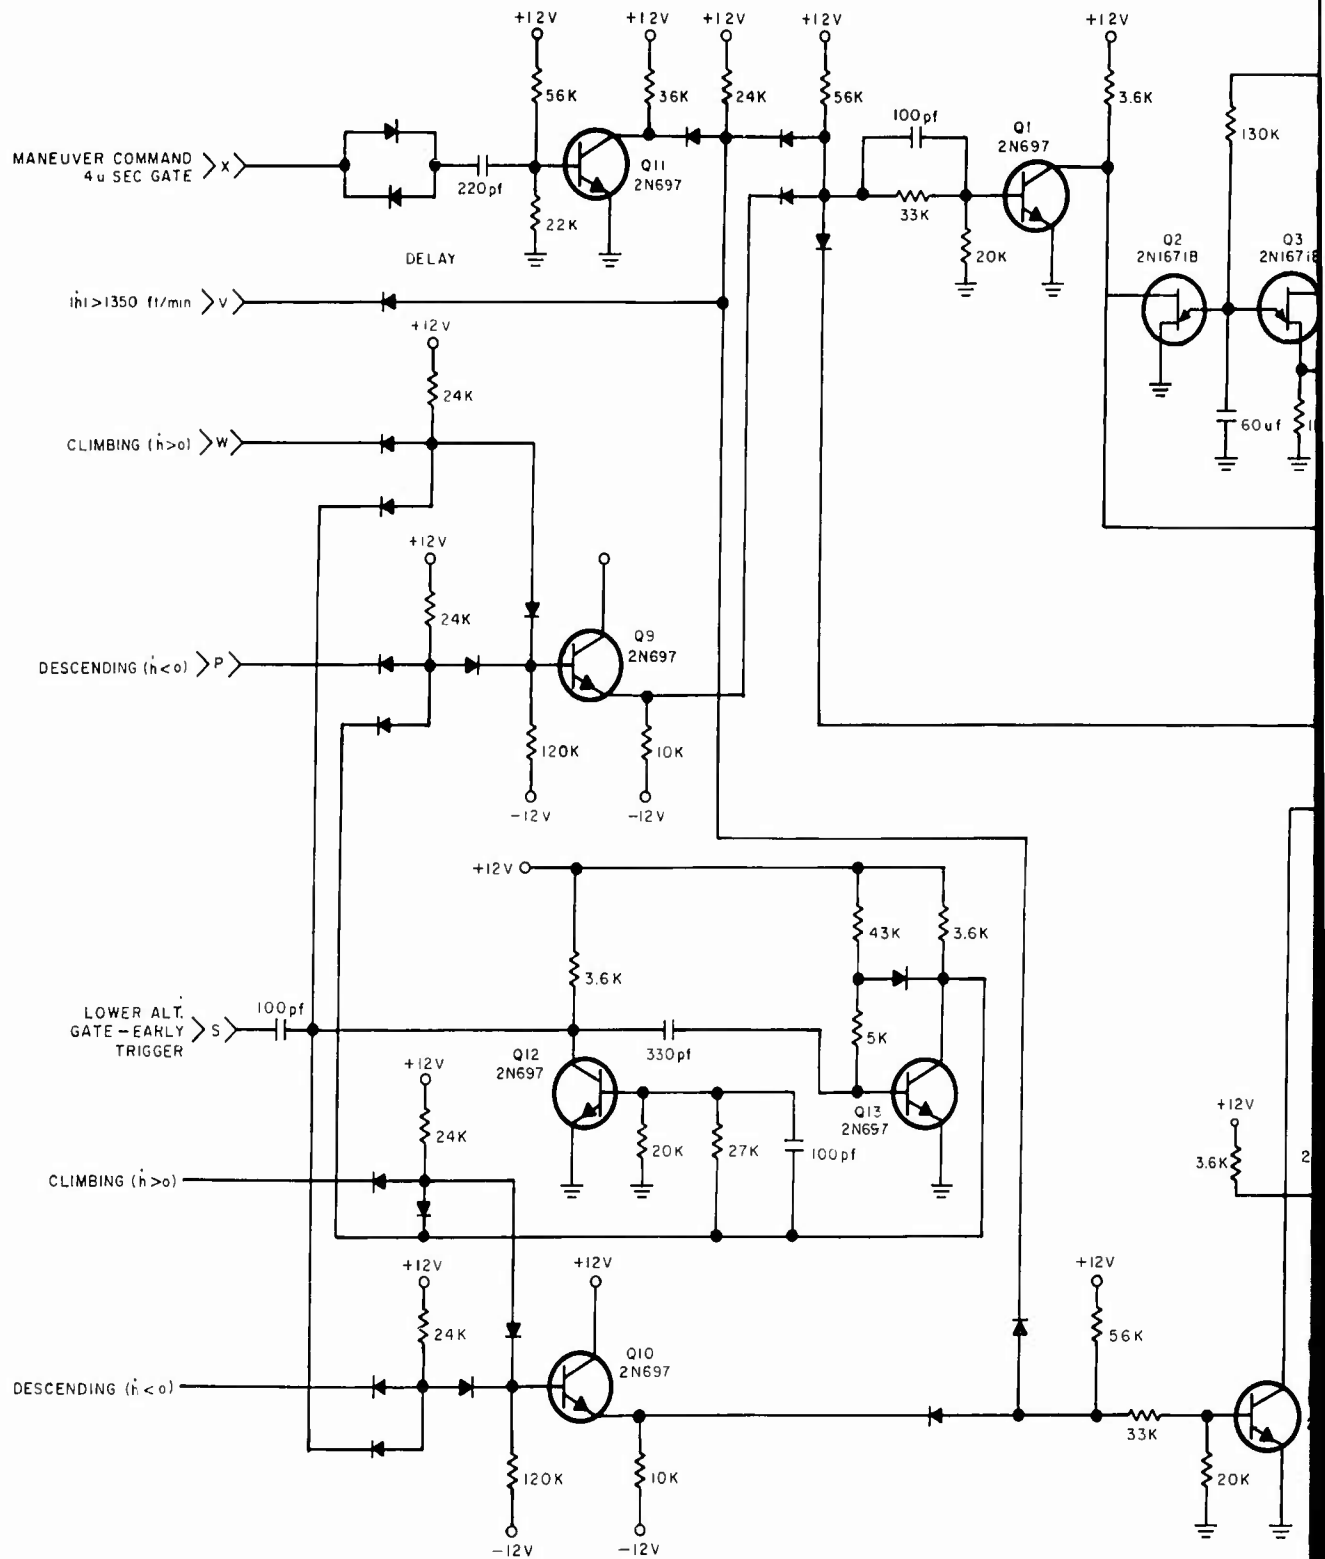 +12V +12V +12V +12V +12V
56K 36K 24K 56K 3.6K
100pf Q1
2N697
130K
MANEUVER COMMAND
4u SEC GATE X
220pf
Q11
2N697
33K
22K
20K
Q2
2N1671B
Q3
DELAY
|ḣ|>1350 ft/min V
+12V
24K
CLIMBING (ḣ>o) W
60uf
+12V
24K
Q9
2N697
DESCENDING (ḣ<o) P
120K 10K
-12V -12V
+12V
43K 3.6K
3.6K
LOWER ALT.
GATE-EARLY
TRIGGER S
100pf
330pf
5K
Q12
2N697
Q13
2N697
+12V
24K
20K 27K 100pf
+12V
3.6K
CLIMBING (ḣ>o)
+12V +12V +12V
24K
56K
Q10
2N697
DESCENDING (ḣ<o)
33K
120K 10K 20K
-12V -12V